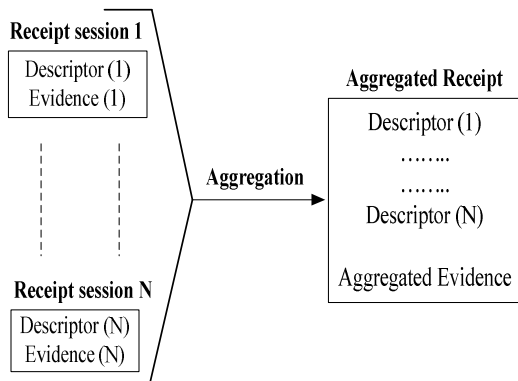 Receipt session 1
Descriptor (1)
Evidence (1)
Receipt session N
Descriptor (N)
Evidence (N)
Aggregation
Aggregated Receipt
Descriptor (1)
........
........
Descriptor (N)
Aggregated Evidence